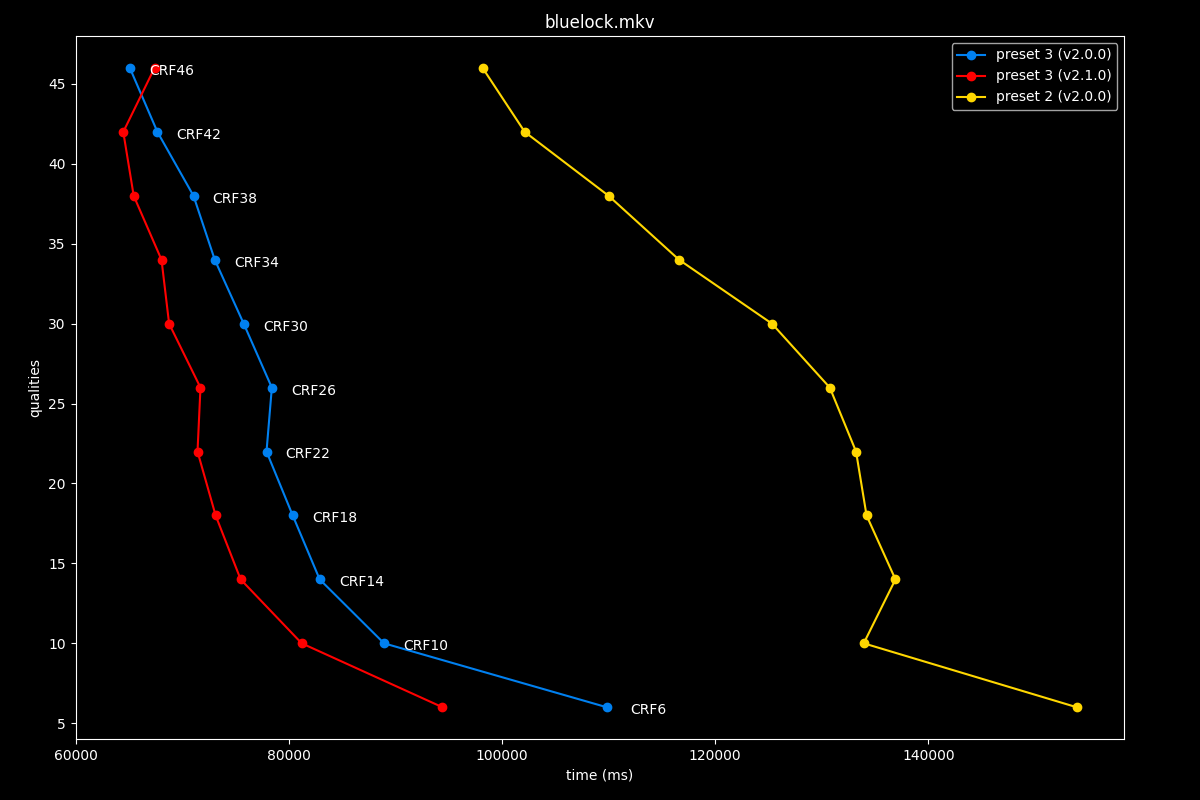 bluelock.mkv
preset 3 (v2.0.0)
preset 3 (v2.1.0)
preset 2 (v2.0.0)
CRF46
CRF42
CRF38
CRF34
CRF30
CRF26
CRF22
CRF18
CRF14
CRF10
CRF6
45
40
35
30
25
20
15
10
5
qualities
60000
80000
100000
120000
140000
time (ms)